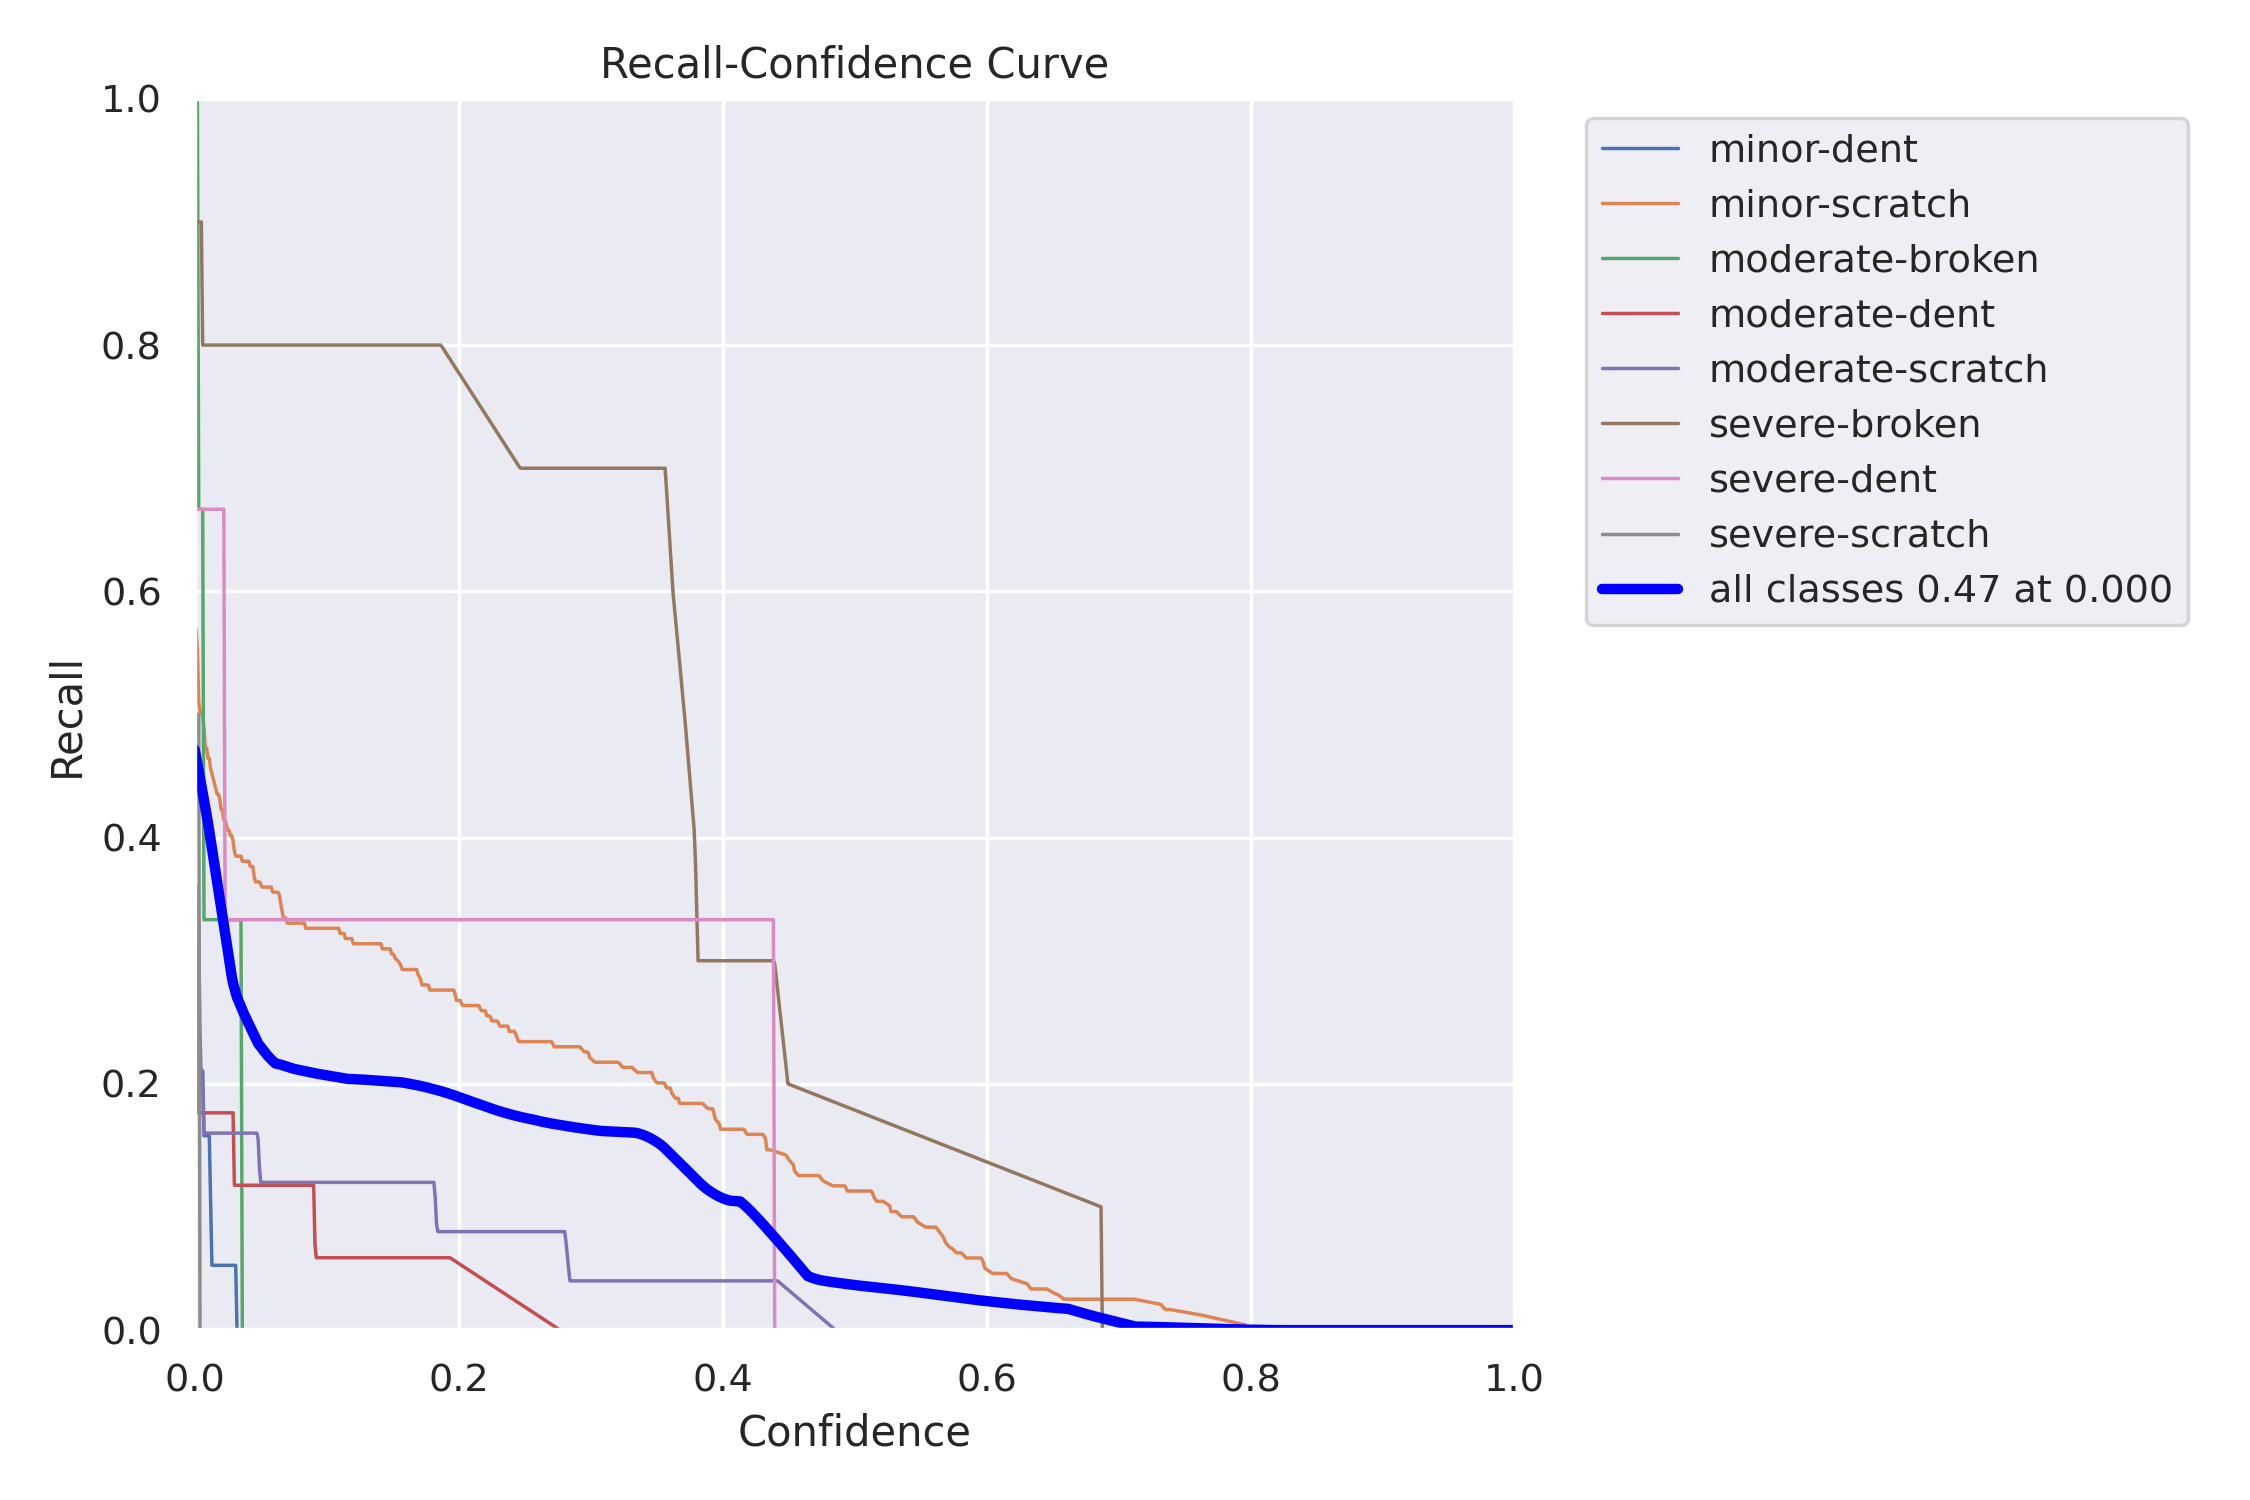 Recall-Confidence Curve
1.0
0.8
0.6
0.4
0.2
0.0
Recall
0.0 0.2 0.4 0.6 0.8 1.0
Confidence
minor-dent
minor-scratch
moderate-broken
moderate-dent
moderate-scratch
severe-broken
severe-dent
severe-scratch
all classes 0.47 at 0.000